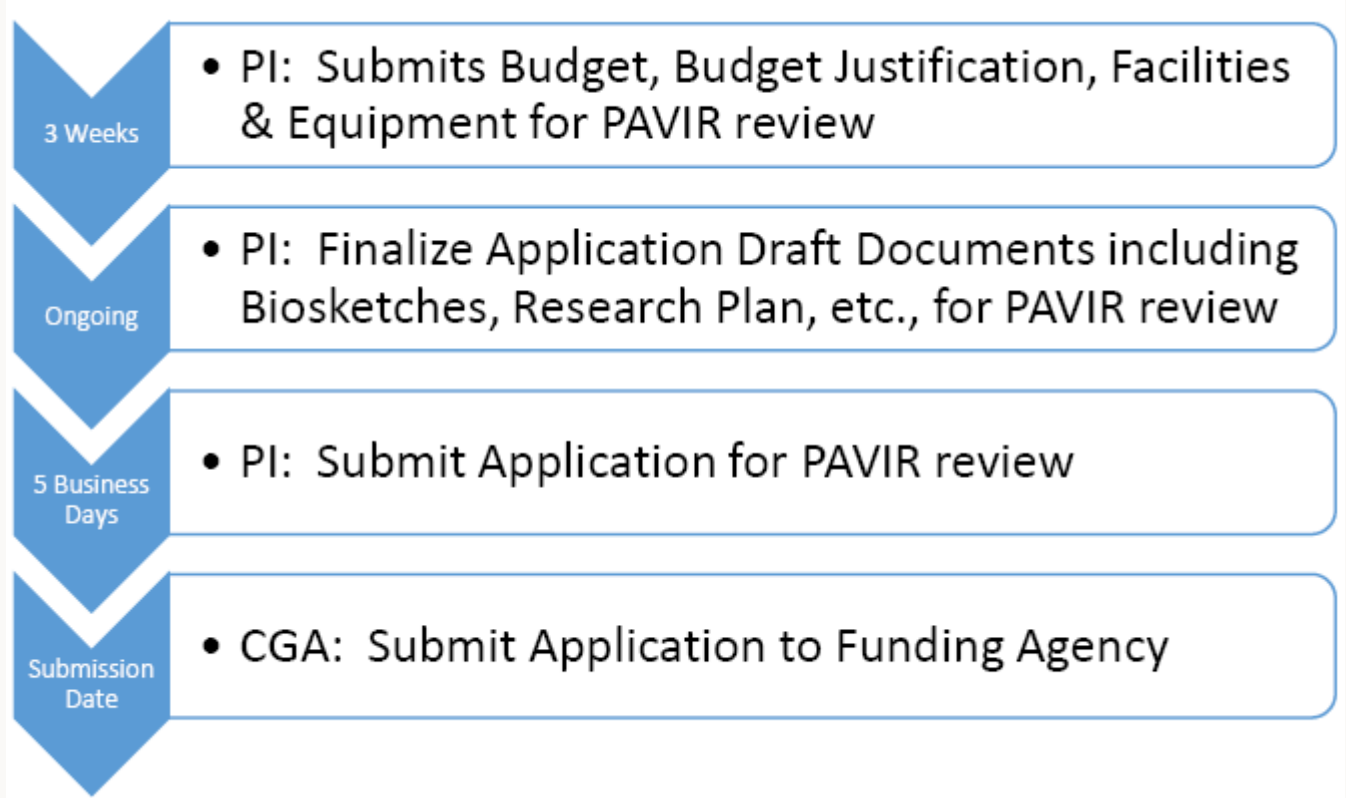 3 Weeks
• PI:  Submits Budget, Budget Justification, Facilities
& Equipment for PAVIR review
Ongoing
• PI:  Finalize Application Draft Documents including
Biosketches, Research Plan, etc., for PAVIR review
5 Business
Days
• PI:  Submit Application for PAVIR review
Submission
Date
• CGA:  Submit Application to Funding Agency